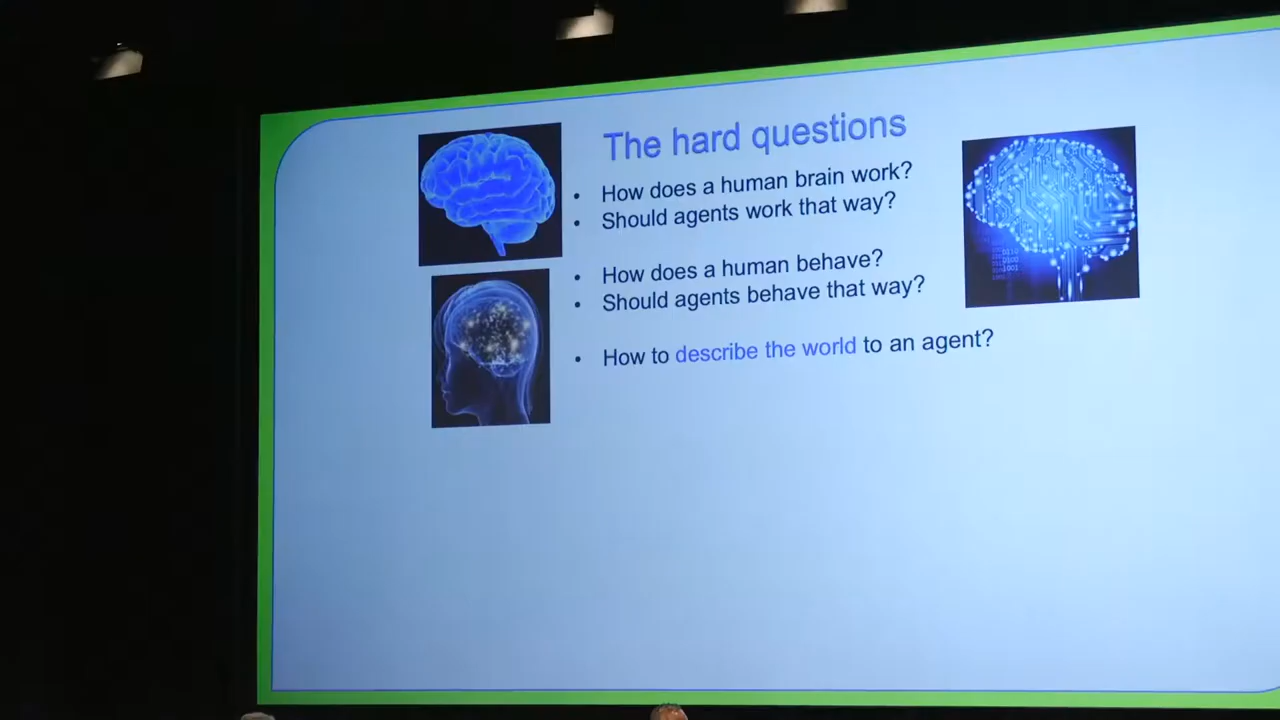 The hard questions
• How does a human brain work?
• Should agents work that way?
• How does a human behave?
• Should agents behave that way?
• How to describe the world to an agent?